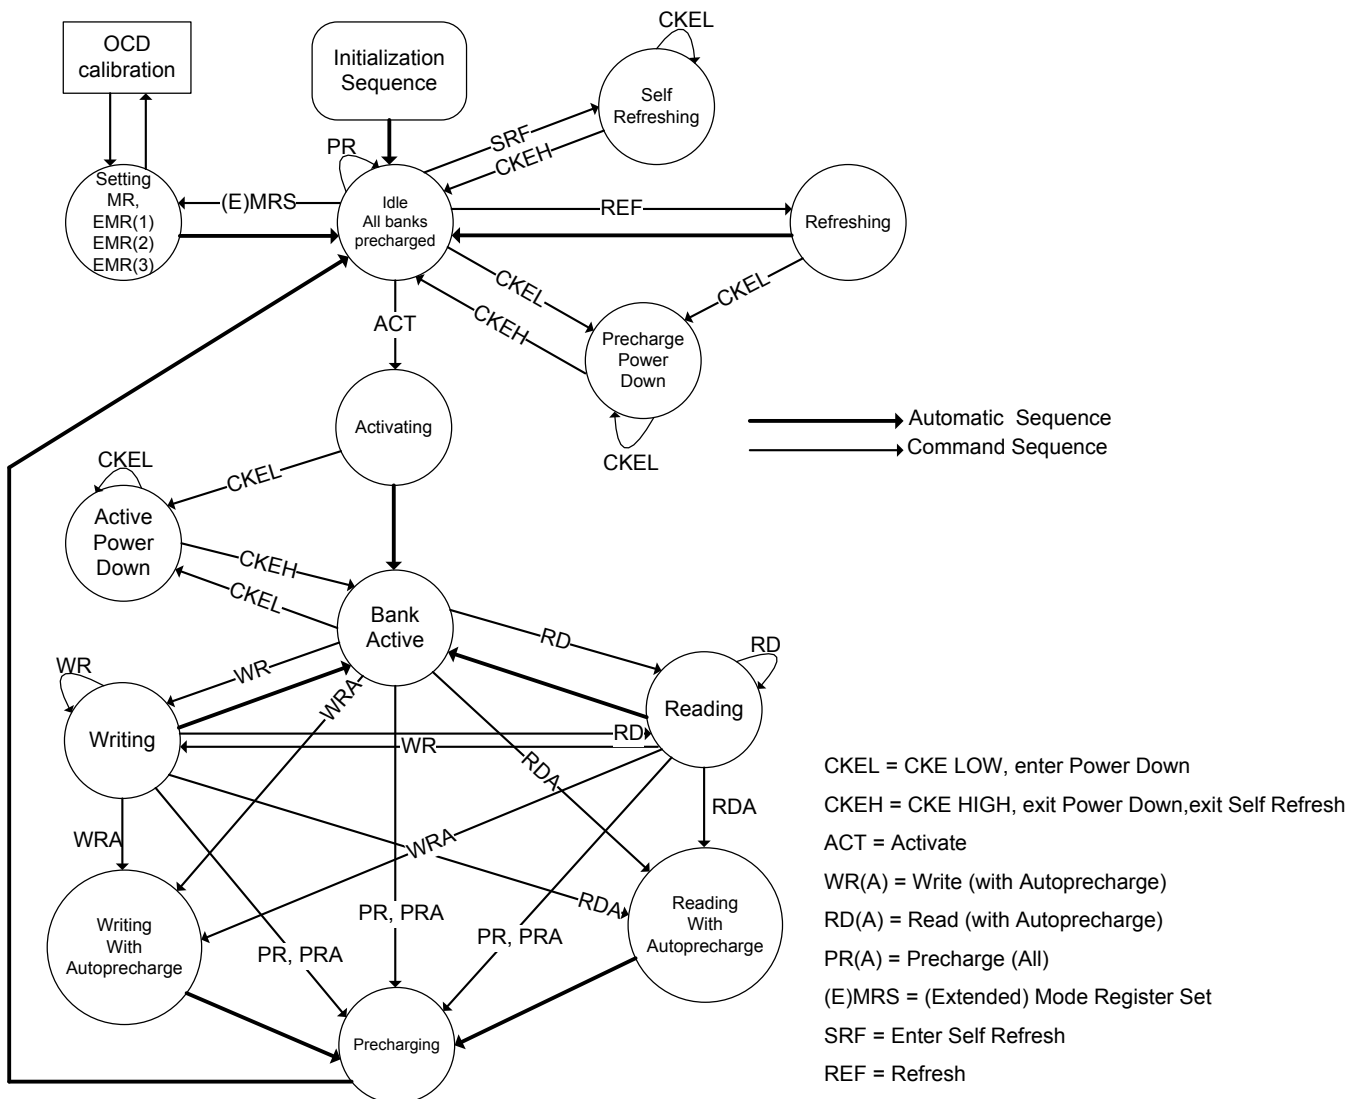 OCD
calibration
Initialization
Sequence
CKEL
Self
Refreshing
SRF
CKEH
PR
Setting
MR,
EMR(1)
EMR(2)
EMR(3)
(E)MRS
Idle
All banks
precharged
REF
Refreshing
CKEL
CKEH
CKEL
ACT
Precharge
Power
Down
CKEL
Activating
Automatic Sequence
Command Sequence
CKEL
CKEL
Active
Power
Down
CKEH
CKEL
Bank
Active
RD
RD
WR
WR
WRA
Reading
Writing
RD
WR
RDA
RDA
WRA
WRA
RDA
PR, PRA
PR, PRA
PR, PRA
Writing
With
Autoprecharge
Reading
With
Autoprecharge
Precharging
CKEL = CKE LOW, enter Power Down
CKEH = CKE HIGH, exit Power Down,exit Self Refresh
ACT = Activate
WR(A) = Write (with Autoprecharge)
RD(A) = Read (with Autoprecharge)
PR(A) = Precharge (All)
(E)MRS = (Extended) Mode Register Set
SRF = Enter Self Refresh
REF = Refresh